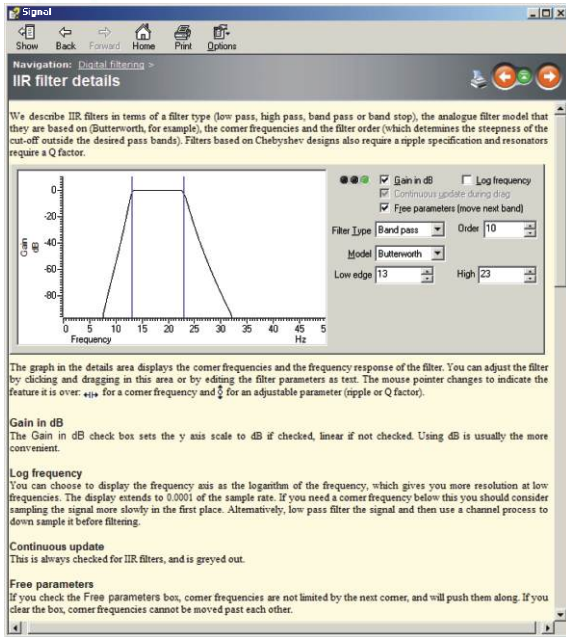 Signal
Show Back Forward Home Print Options
Navigation: Digital filtering >
IIR filter details
We describe IIR filters in terms of a filter type (low pass, high pass, band pass or band stop), the analogue filter model that
they are based on (Butterworth, for example), the corner frequencies and the filter order (which determines the steepness of the
cut-off outside the desired pass bands). Filters based on Chebyshev designs also require a ripple specification and resonators
require a Q factor.
Gain in dB Log frequency
Continuous update during drag
Free parameters (move next band)
Filter Type Band pass Order 10
Model Butterworth
Low edge 13 High 23
0
-20
-40
-60
-80
Gain
dB
0 5 10 15 20 25 30 35 40 45 5
Frequency Hz
The graph in the details area displays the corner frequencies and the frequency response of the filter. You can adjust the filter
by clicking and dragging in this area or by editing the filter parameters as text. The mouse pointer changes to indicate the
feature it is over: for a corner frequency and for an adjustable parameter (ripple or Q factor).
Gain in dB
The Gain in dB check box sets the y axis scale to dB if checked, linear if not checked. Using dB is usually the more
convenient.
Log frequency
You can choose to display the frequency axis as the logarithm of the frequency, which gives you more resolution at low
frequencies. The display extends to 0.0001 of the sample rate. If you need a corner frequency below this you should consider
sampling the signal more slowly in the first place. Alternatively, low pass filter the signal and then use a channel process to
down sample it before filtering.
Continuous update
This is always checked for IIR filters, and is greyed out.
Free parameters
If you check the Free parameters box, corner frequencies are not limited by the next corner, and will push them along. If you
clear the box, corner frequencies cannot be moved past each other.